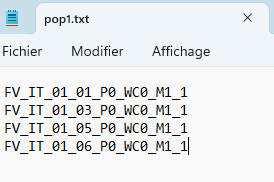 pop1.txt
Fichier Modifier Affichage
FV_IT_01_01_P0_WC0_M1_1
FV_IT_01_03_P0_WC0_M1_1
FV_IT_01_05_P0_WC0_M1_1
FV_IT_01_06_P0_WC0_M1_1